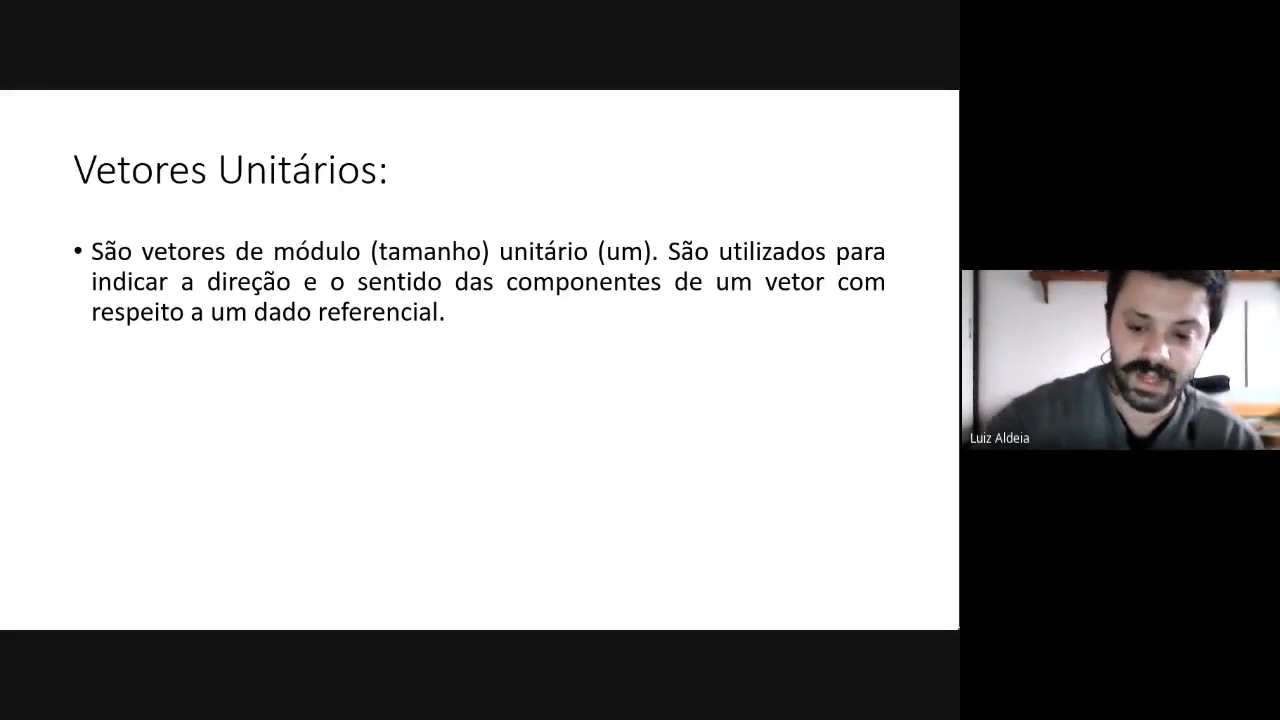 Vetores Unitários:
• São vetores de módulo (tamanho) unitário (um). São utilizados para
indicar a direção e o sentido das componentes de um vetor com
respeito a um dado referencial.
Luiz Aldeia